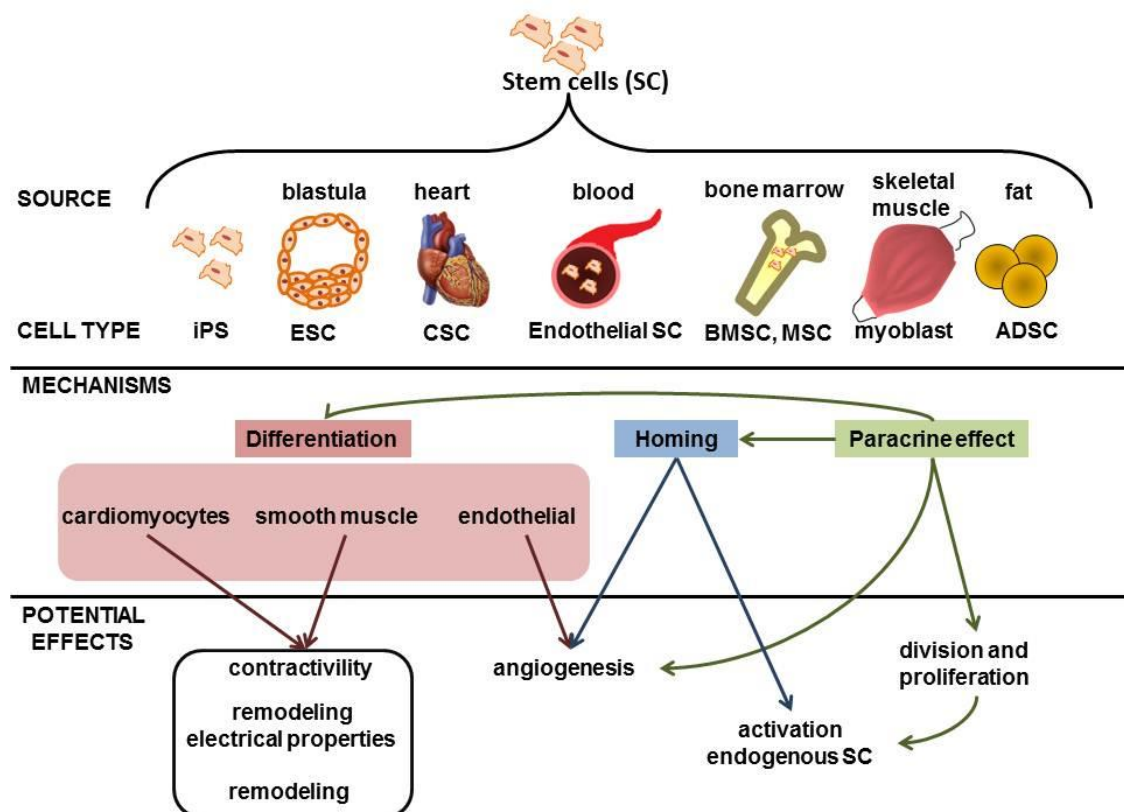 Stem cells (SC)
SOURCE
blastula
heart
blood
bone marrow
skeletal
muscle
fat
CELL TYPE
iPS
ESC
CSC
Endothelial SC
BMSC, MSC
myoblast
ADSC
MECHANISMS
Differentiation
Homing
Paracrine effect
cardiomyocytes
smooth muscle
endothelial
POTENTIAL
EFFECTS
contractivility
remodeling
electrical properties
remodeling
angiogenesis
division and
proliferation
activation
endogenous SC